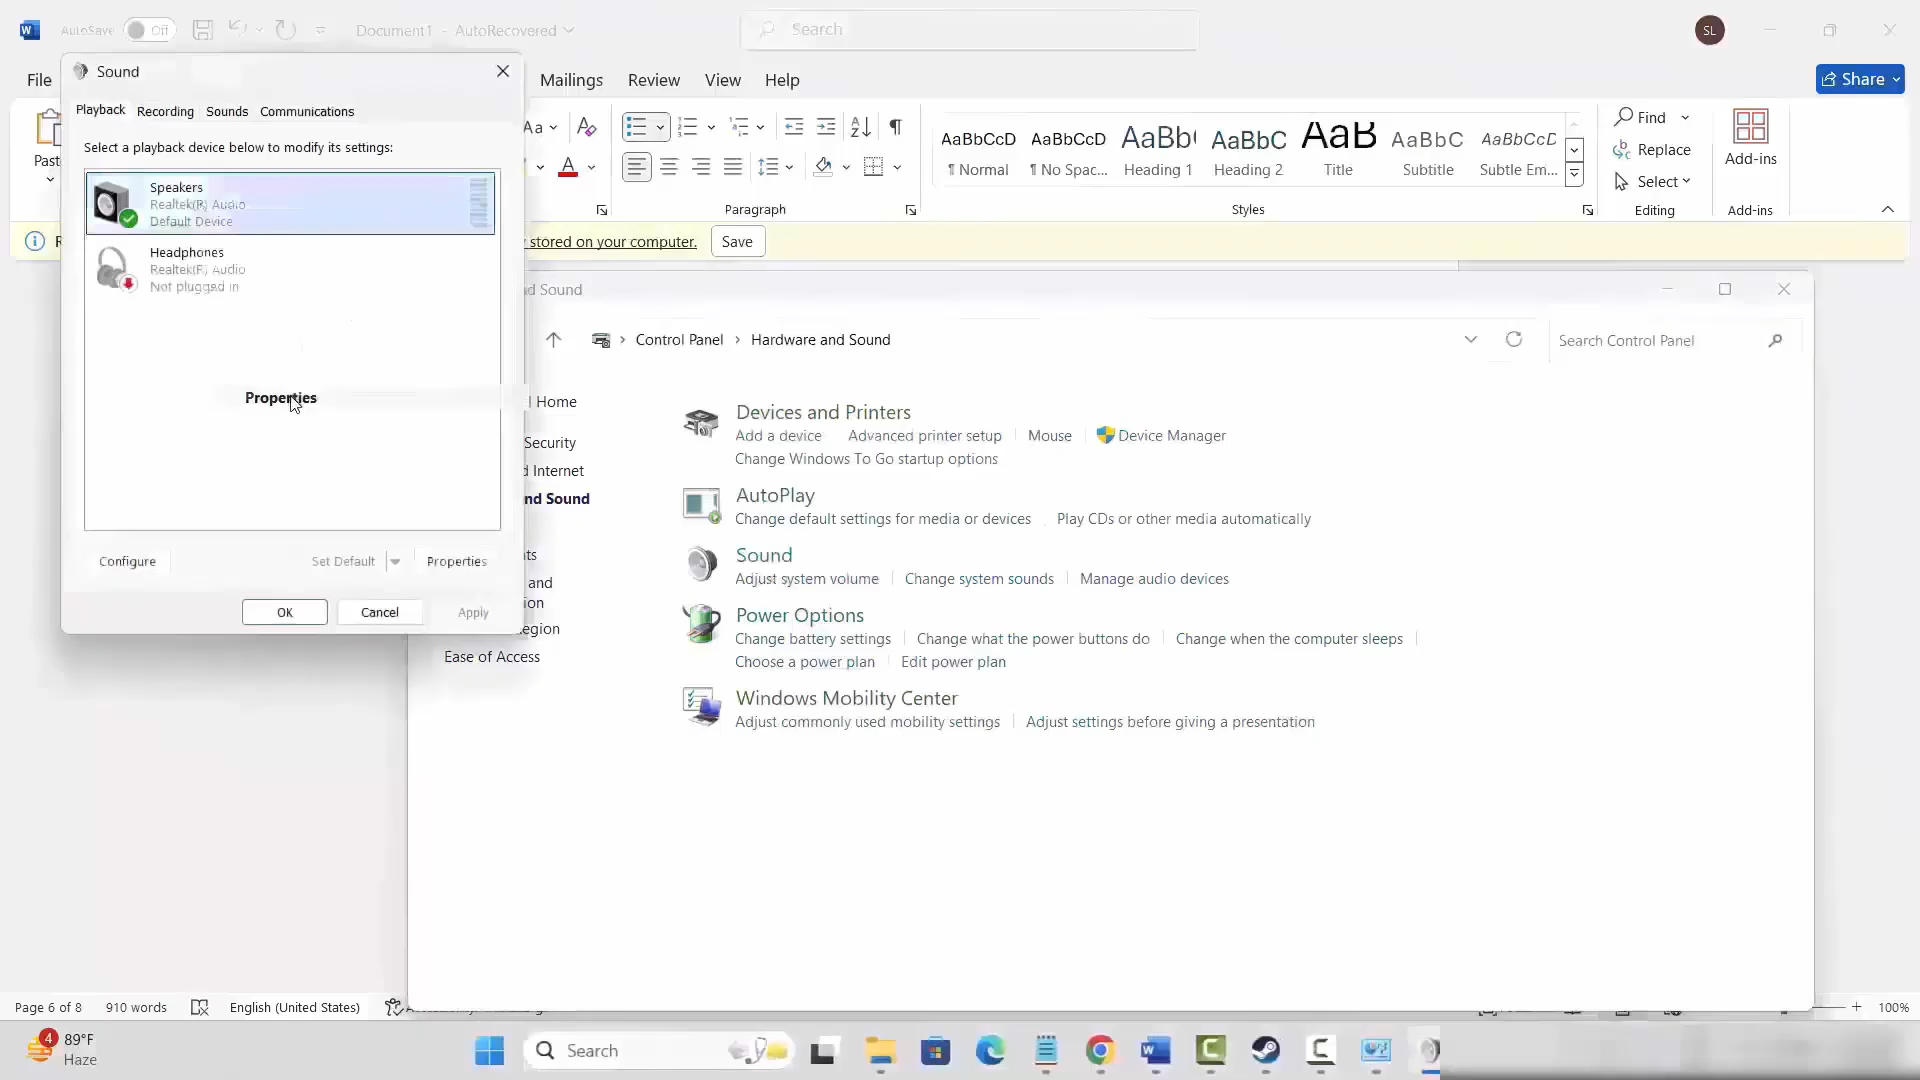 AutoSave Off Document1 - AutoRecovered Search SL
File Mailings Review View Help Share
Sound
Playback Recording Sounds Communications
Select a playback device below to modify its settings:
Speakers
Realtek(R) Audio
Default Device
Headphones
Realtek(R) Audio
Not plugged in
Properties
Configure Set Default Properties
OK Cancel Apply
Paste
Aa A
Paragraph
AaBbCcD AaBbCcD AaBb( AaBbC AaB AaBbC AaBbCcD
¶ Normal ¶ No Spac... Heading 1 Heading 2 Title Subtitle Subtle Em...
Styles
Find
Replace
Select
Editing
Add-ins
Add-ins
R stored on your computer. Save
d Sound
Control Panel > Hardware and Sound Search Control Panel
l Home
Security
d Internet
nd Sound
ts
and
ion
egion
Ease of Access
Devices and Printers
Add a device Advanced printer setup Mouse Device Manager
Change Windows To Go startup options
AutoPlay
Change default settings for media or devices Play CDs or other media automatically
Sound
Adjust system volume Change system sounds Manage audio devices
Power Options
Change battery settings Change what the power buttons do Change when the computer sleeps
Choose a power plan Edit power plan
Windows Mobility Center
Adjust commonly used mobility settings Adjust settings before giving a presentation
Page 6 of 8 910 words English (United States) 100%
4 89°F
Haze
Search